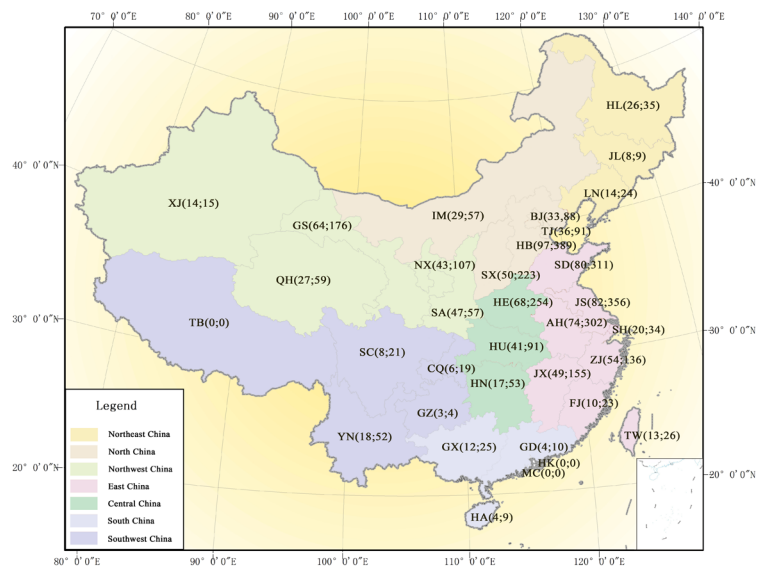 70° 0′0″E
80° 0′0″E
90° 0′0″E
100° 0′0″E
110° 0′0″E
120° 0′0″E
130° 0′0″E
140° 0′0″E
HL(26;35)
JL(8;9)
40° 0′0″N
40° 0′0″N
LN(14;24)
XJ(14;15)
IM(29;57)
BJ(33,88)
GS(64;176)
TJ(36;91)
HB(97;389)
NX(43;107)
SD(80;311)
SX(50;223)
QH(27;59)
HE(68;254)
JS(82;356)
SA(47;57)
30° 0′0″N
TB(0;0)
AH(74;302)
SH(20;34)
30° 0′0″N
HU(41;91)
SC(8;21)
ZJ(54;136)
CQ(6;19)
JX(49;155)
HN(17;53)
FJ(10;23)
GZ(3;4)
YN(18;52)
TW(13;26)
GX(12;25)
GD(4;10)
HK(0;0)
MC(0;0)
20° 0′0″N
20° 0′0″N
HA(4;9)
Legend
Northeast China
North China
Northwest China
East China
Central China
South China
Southwest China
80° 0′0″E
90° 0′0″E
100° 0′0″E
110° 0′0″E
120° 0′0″E